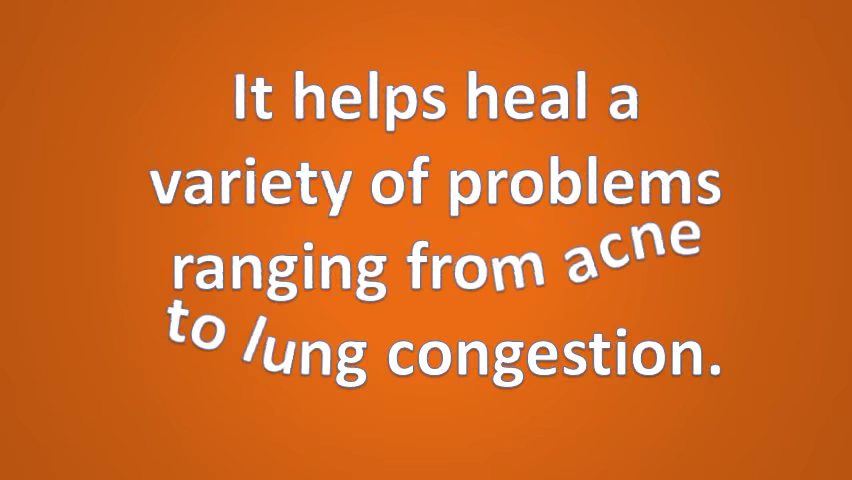 It helps heal a
variety of problems
ranging from acne
to lung congestion.